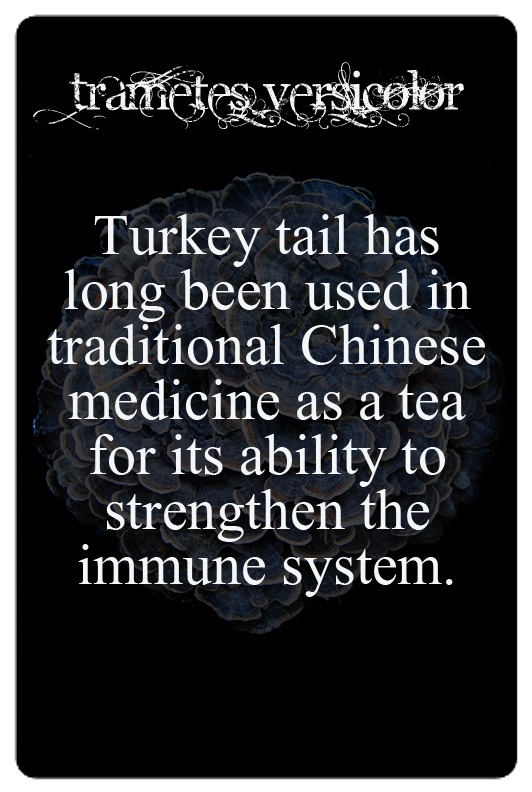 trametes versicolor
Turkey tail has
long been used in
traditional Chinese
medicine as a tea
for its ability to
strengthen the
immune system.